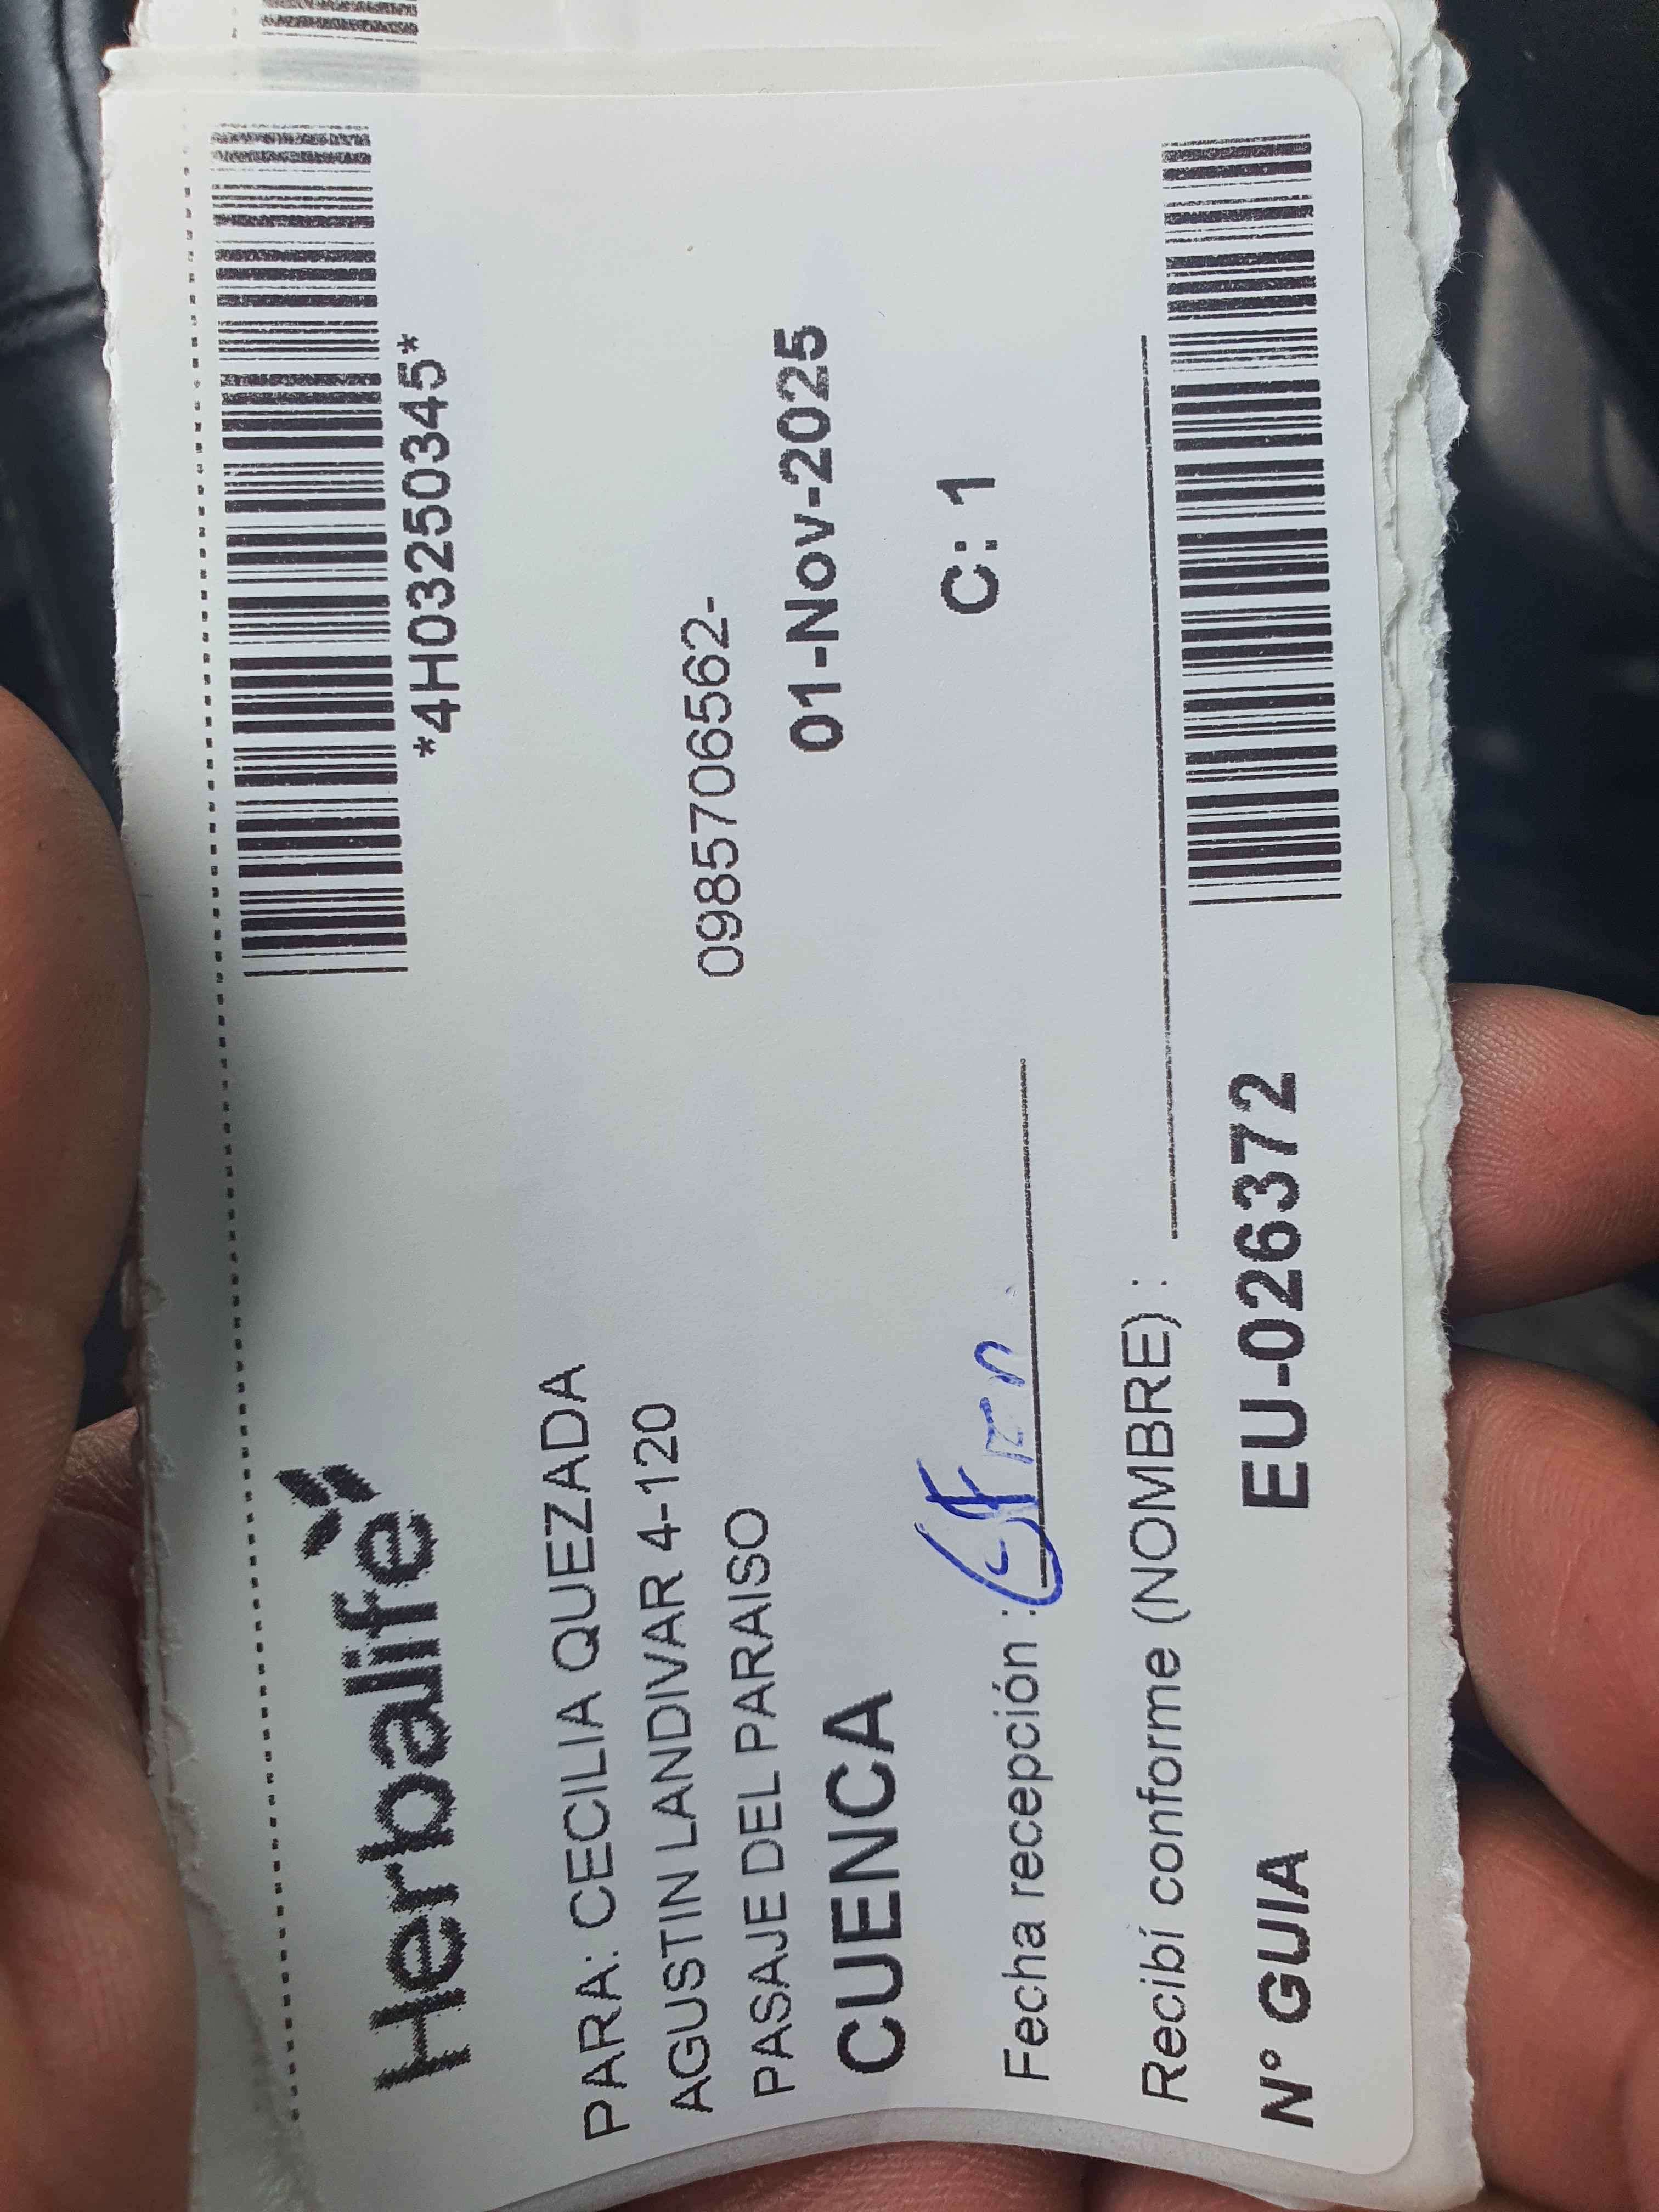 *4H03250345*
Herbalife
PARA: CECILIA QUEZADA
AGUSTIN LANDIVAR 4-120
PASAJE DEL PARAISO
0985706562-
CUENCA
01-Nov-2025
Fecha recepción :
C: 1
Recibí conforme (NOMBRE) :
N° GUIA EU-026372